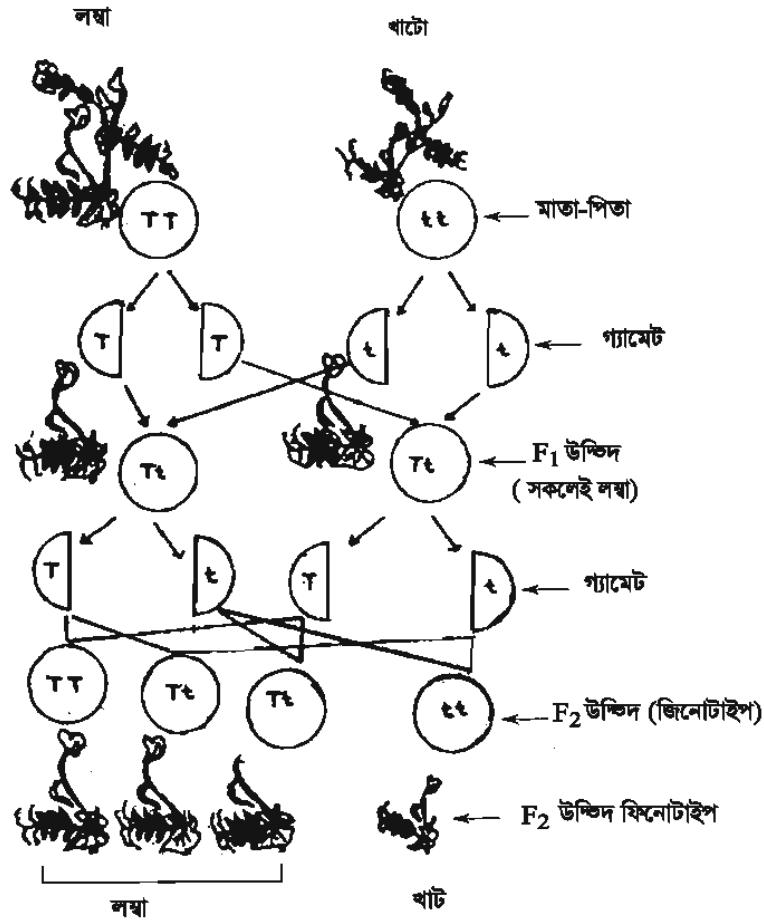 লম্বা
খাটো
TT
tt
মাতা-পিতা
T
T
t
t
গ্যামেট
Tt
Tt
F1 উদ্ভিদ
( সকলেই লম্বা)
T
t
T
t
গ্যামেট
TT
Tt
Tt
tt
F2 উদ্ভিদ (জিনোটাইপ)
F2 উদ্ভিদ ফিনোটাইপ
লম্বা
খাট